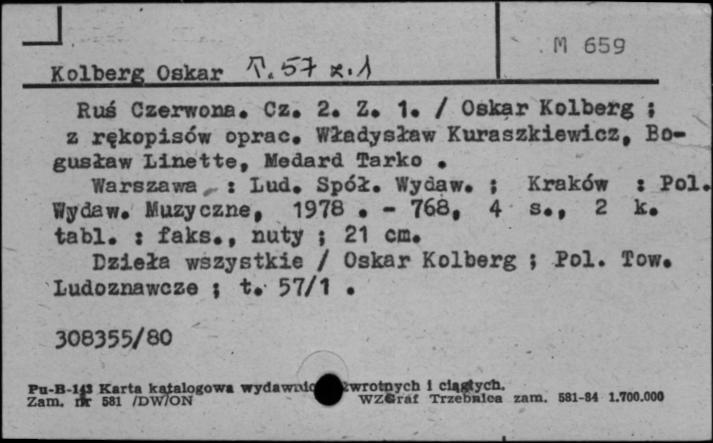 M 659
Kolberg Oskar T. 57 z. 1
Ruś Czerwona. Cz. 2. Z. 1. / Oskar Kolberg ;
z rękopisów oprac. Władysław Kuraszkiewicz, Bo-
gusław Linette, Medard Tarko .
Warszawa : Lud. Spół. Wydaw. ; Kraków : Pol.
Wydaw. Muzyczne, 1978 . - 768, 4 s., 2 k.
tabl. : faks., nuty ; 21 cm.
Dzieła wszystkie / Oskar Kolberg ; Pol. Tow.
Ludoznawcze ; t. 57/1 .
308355/80
Pu-B-143 Karta katalogowa wydawnic zwrotnych i ciągłych.
Zam. nr 581 /DW/ON WZGraf Trzebnica zam. 581-84 1.700.000